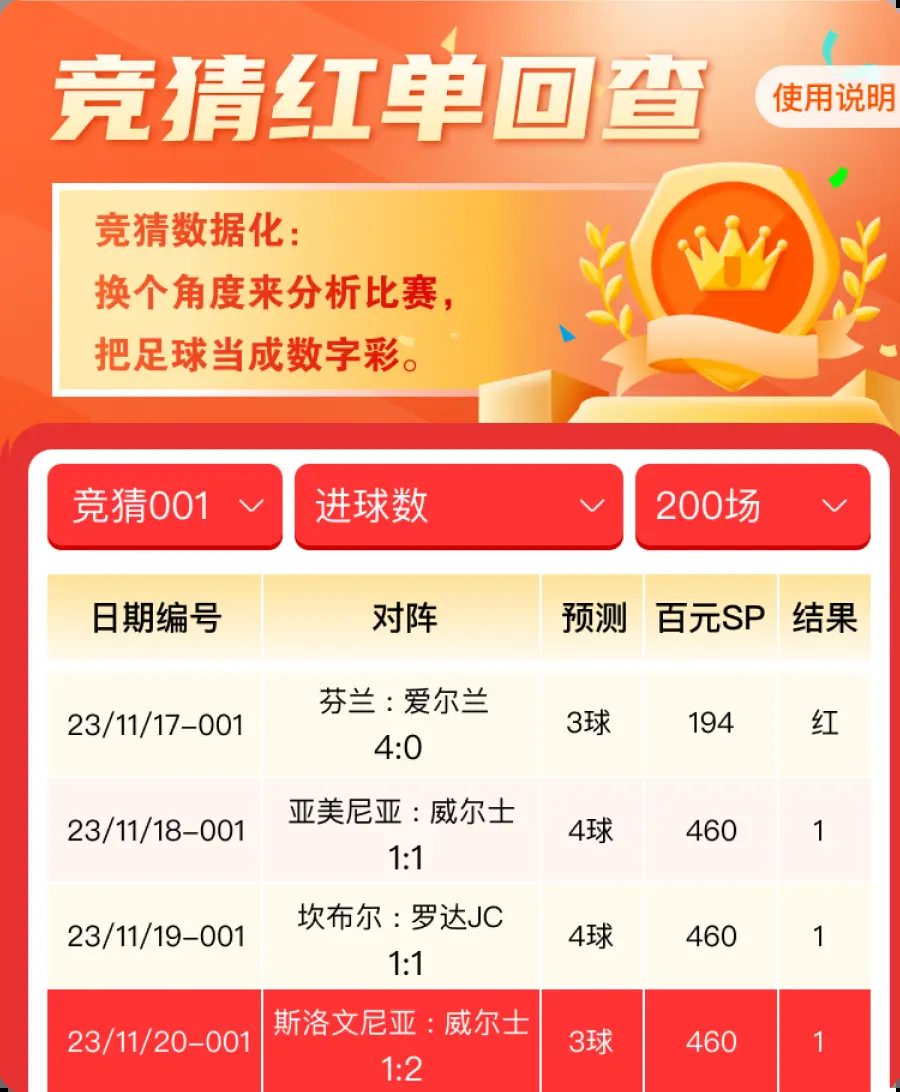 竞猜红单回查
使用说明
竞猜数据化:
换个角度来分析比赛,
把足球当成数字彩。
竞猜001
进球数
200场
日期编号 对阵 预测 百元SP 结果
芬兰:爱尔兰
23/11/17-001 3球 194 红
4:0
亚美尼亚:威尔士
23/11/18-001 4球 460 1
1:1
坎布尔:罗达JC
23/11/19-001 4球 460 1
1:1
斯洛文尼亚:威尔士
23/11/20-001 3球 460 1
1:2